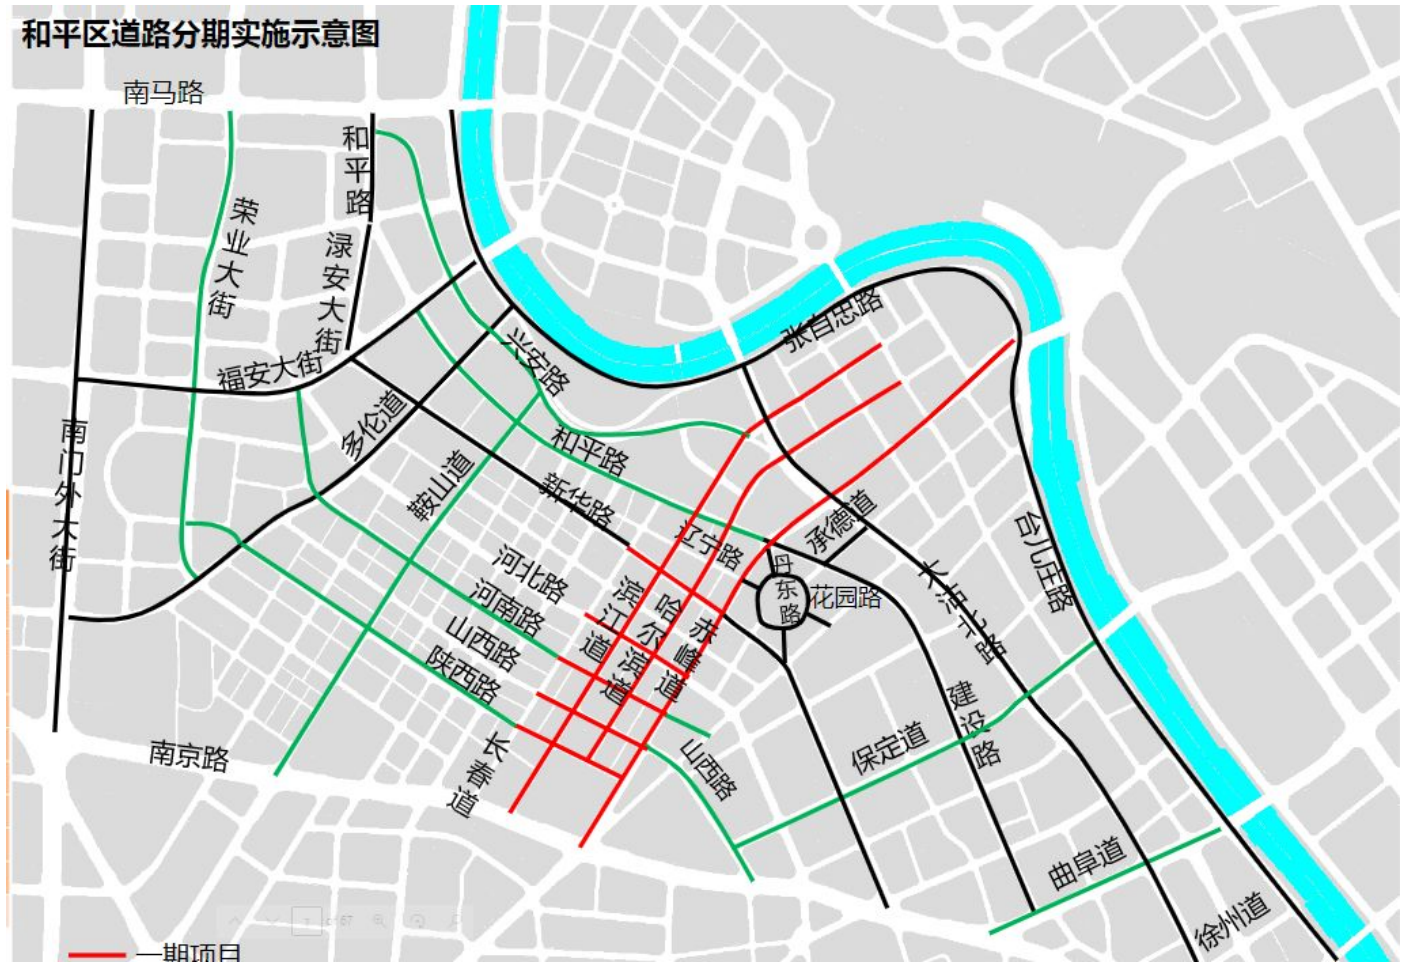 和平区道路分期实施示意图
南马路
和平路
荣业大街
渌安大街
张自忠路
兴安路
福安大街
多伦道
南门外大街
和平路
鞍山道
新华路
承德道
台儿庄路
辽宁路
丹东路
花园路
河北路
大沽北路
河南路
滨江道
哈尔滨道
赤峰道
山西路
陕西路
建设路
保定道
长春道
山西路
南京路
曲阜道
徐州道
一期项目